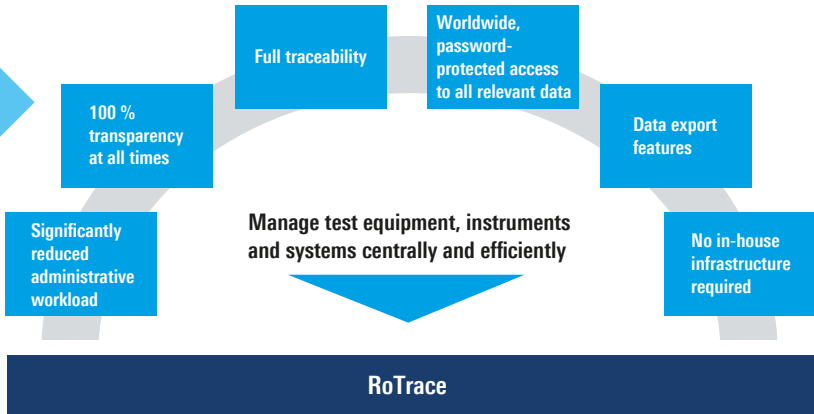 Worldwide,
password-
protected access
to all relevant data
Full traceability
100 %
transparency
at all times
Data export
features
Significantly
reduced
administrative
workload
Manage test equipment, instruments
and systems centrally and efficiently
No in-house
infrastructure
required
RoTrace